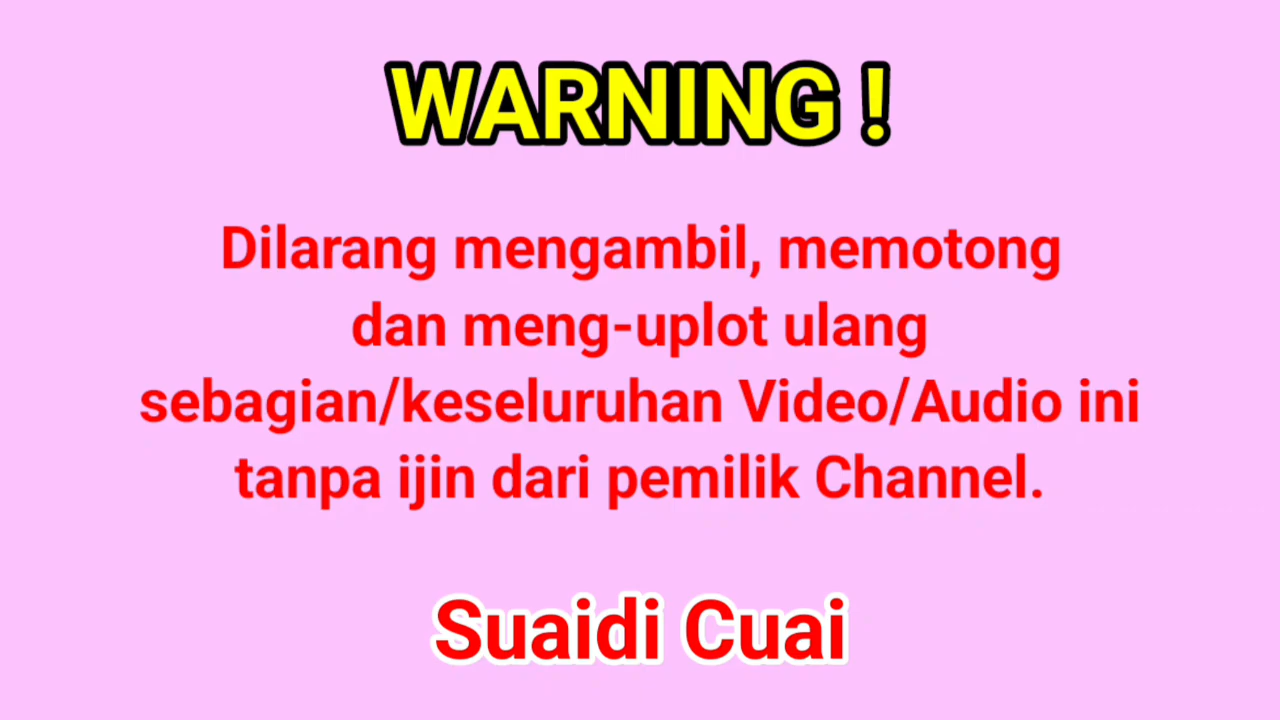 WARNING !
Dilarang mengambil, memotong
dan meng-uplot ulang
sebagian/keseluruhan Video/Audio ini
tanpa ijin dari pemilik Channel.
Suaidi Cuai